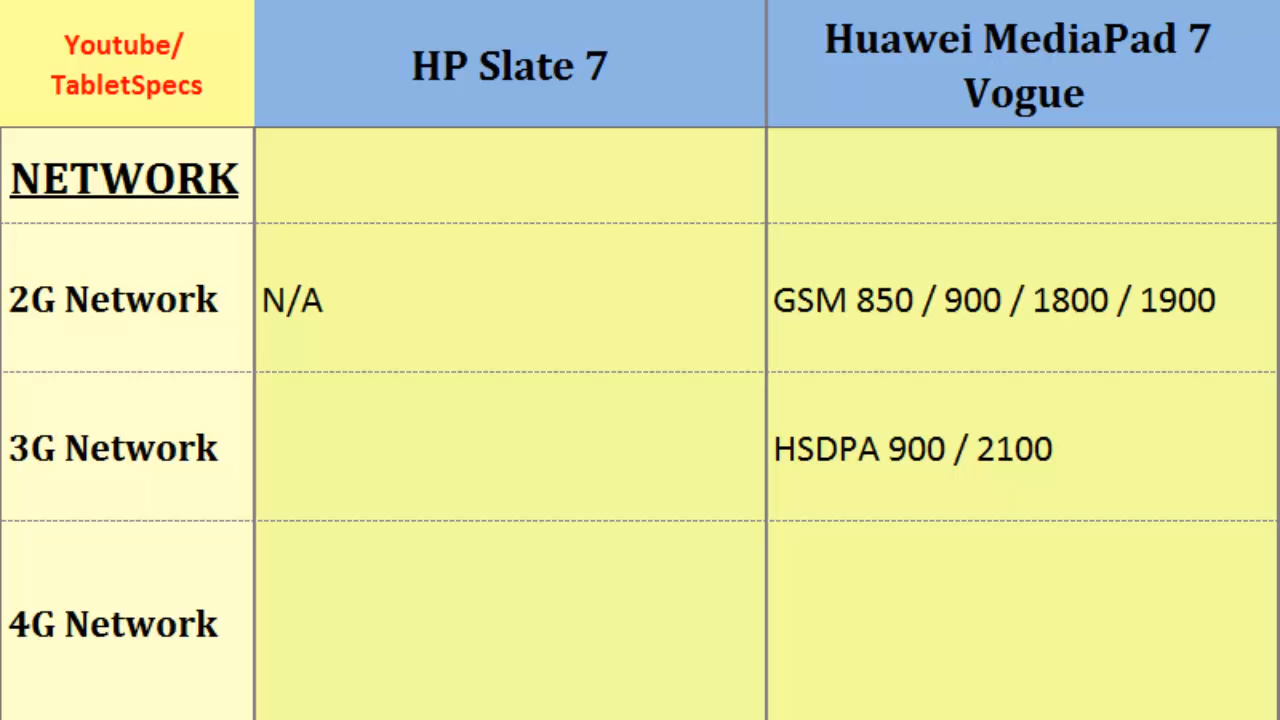 Youtube/
TabletSpecs
HP Slate 7
Huawei MediaPad 7
Vogue
NETWORK
2G Network
N/A
GSM 850 / 900 / 1800 / 1900
3G Network
HSDPA 900 / 2100
4G Network